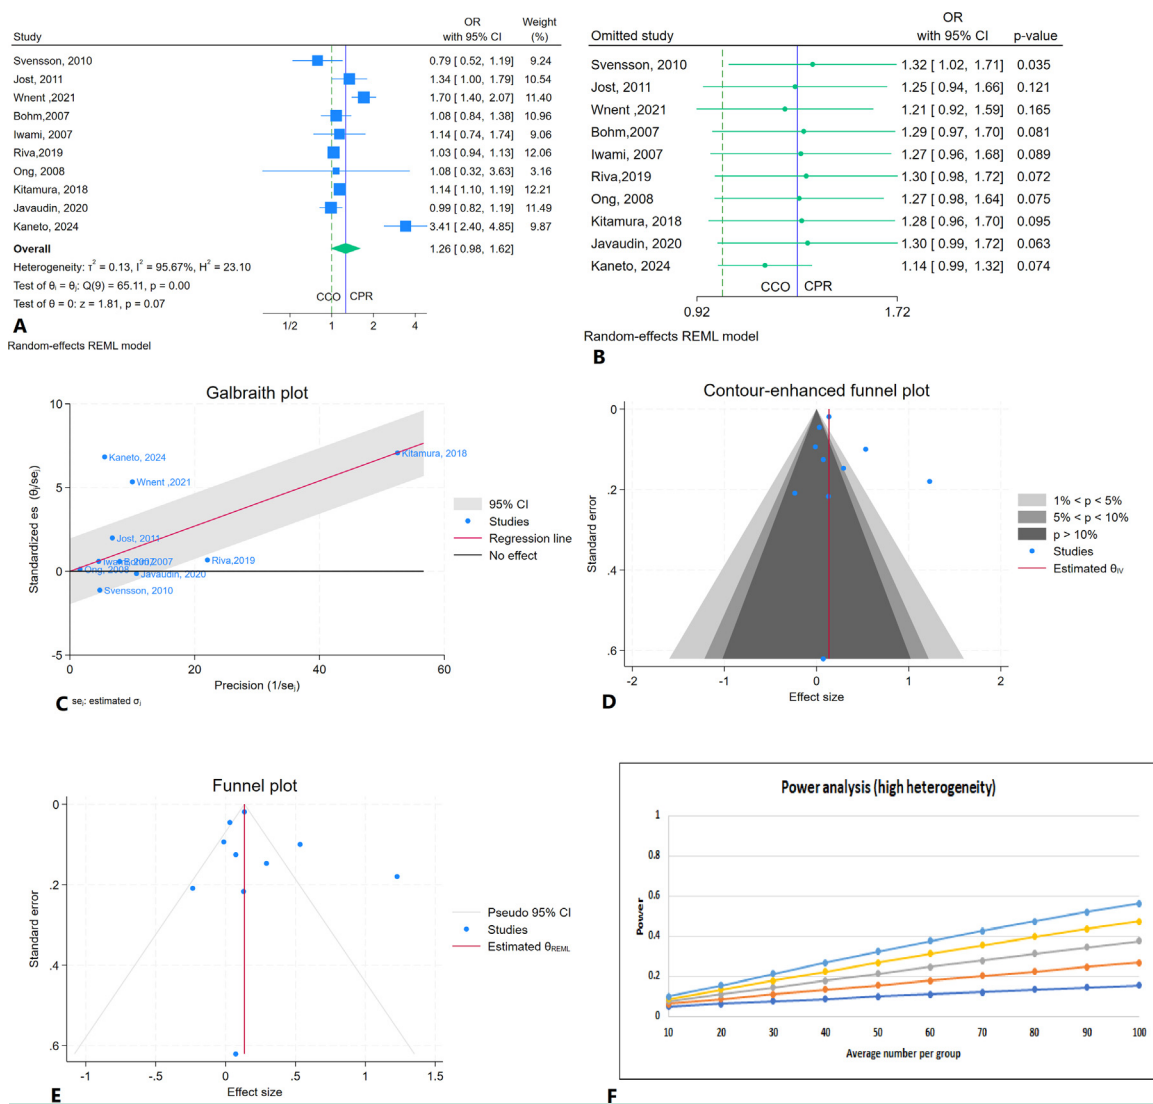 OR Weight
Study with 95% CI (%)
Svensson, 2010 0.79 [ 0.52, 1.19] 9.24
Jost, 2011 1.34 [ 1.00, 1.79] 10.54
Wnent ,2021 1.70 [ 1.40, 2.07] 11.40
Bohm,2007 1.08 [ 0.84, 1.38] 10.96
Iwami, 2007 1.14 [ 0.74, 1.74] 9.06
Riva,2019 1.03 [ 0.94, 1.13] 12.06
Ong, 2008 1.08 [ 0.32, 3.63] 3.16
Kitamura, 2018 1.14 [ 1.10, 1.19] 12.21
Javaudin, 2020 0.99 [ 0.82, 1.19] 11.49
Kaneto, 2024 3.41 [ 2.40, 4.85] 9.87
Overall 1.26 [ 0.98, 1.62]
Heterogeneity: τ² = 0.13, I² = 95.67%, H² = 23.10
Test of θᵢ = θⱼ: Q(9) = 65.11, p = 0.00
Test of θ = 0: z = 1.81, p = 0.07
CCO CPR
1/2 1 2 4
A
Random-effects REML model
OR
Omitted study with 95% CI p-value
Svensson, 2010 1.32 [ 1.02, 1.71] 0.035
Jost, 2011 1.25 [ 0.94, 1.66] 0.121
Wnent ,2021 1.21 [ 0.92, 1.59] 0.165
Bohm,2007 1.29 [ 0.97, 1.70] 0.081
Iwami, 2007 1.27 [ 0.96, 1.68] 0.089
Riva,2019 1.30 [ 0.98, 1.72] 0.072
Ong, 2008 1.27 [ 0.98, 1.64] 0.075
Kitamura, 2018 1.28 [ 0.96, 1.70] 0.095
Javaudin, 2020 1.30 [ 0.99, 1.72] 0.063
Kaneto, 2024 1.14 [ 0.99, 1.32] 0.074
CCO CPR
0.92 1.72
Random-effects REML model
B
Galbraith plot
Standardized es (θᵢ/seᵢ)
10
5
0
-5
Kaneto, 2024
Wnent ,2021
Kitamura, 2018
Jost, 2011
Riva,2019
Ong, 2008
Javaudin, 2020
Svensson, 2010
0 20 40 60
Precision (1/seᵢ)
95% CI
Studies
Regression line
No effect
C seᵢ: estimated σᵢ
Contour-enhanced funnel plot
Standard error
0
.2
.4
.6
-2 -1 0 1 2
Effect size
1% < p < 5%
5% < p < 10%
p > 10%
Studies
Estimated θIV
D
Funnel plot
Standard error
0
.2
.4
.6
-1 -.5 0 .5 1 1.5
Effect size
Pseudo 95% CI
Studies
Estimated θREML
E
Power analysis (high heterogeneity)
Power
1
0.8
0.6
0.4
0.2
0
10 20 30 40 50 60 70 80 90 100
Average number per group
F